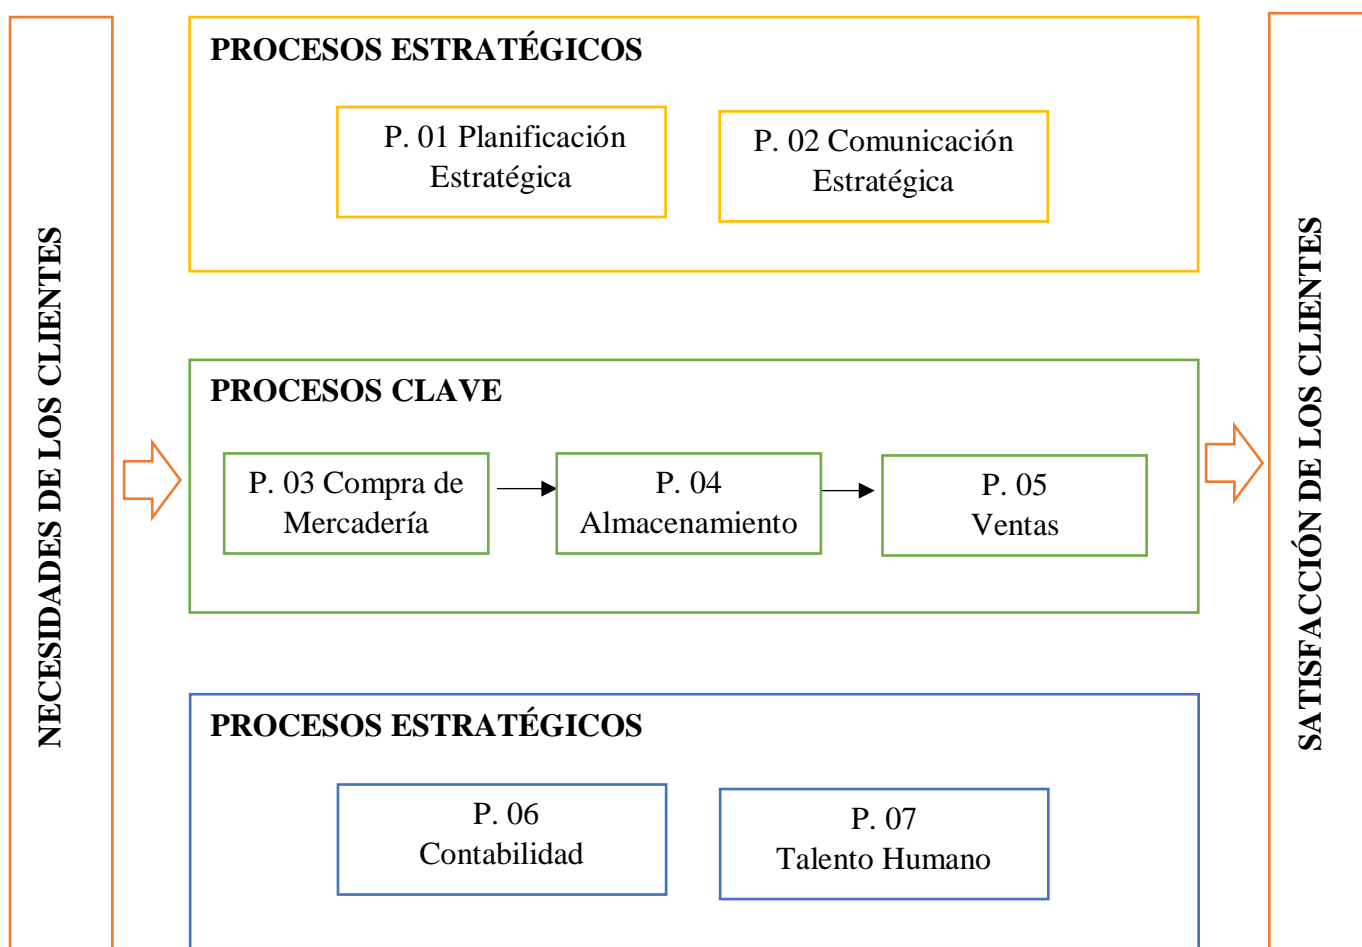 NECESIDADES DE LOS CLIENTES
PROCESOS ESTRATÉGICOS
P. 01 Planificación
Estratégica
P. 02 Comunicación
Estratégica
PROCESOS CLAVE
P. 03 Compra de
Mercadería
P. 04
Almacenamiento
P. 05
Ventas
PROCESOS ESTRATÉGICOS
P. 06
Contabilidad
P. 07
Talento Humano
SATISFACCIÓN DE LOS CLIENTES